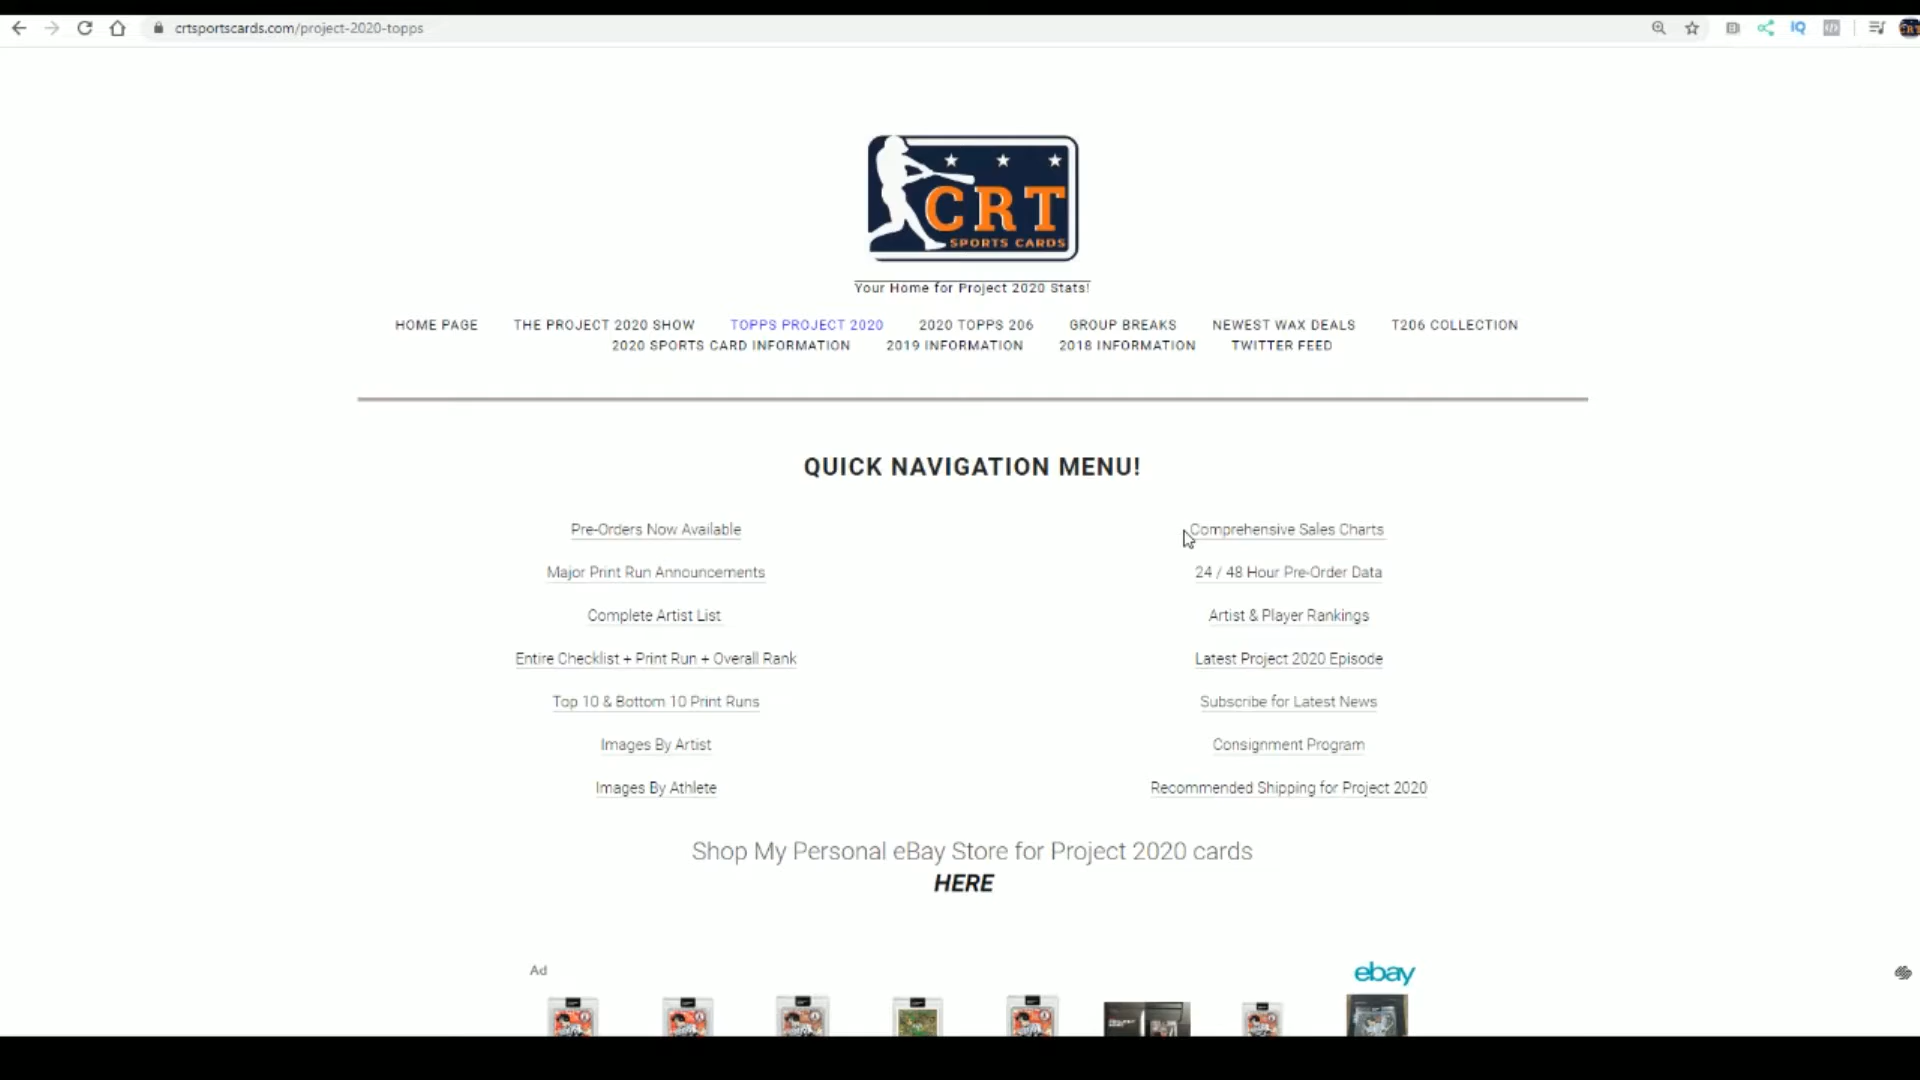 crtsportscards.com/project-2020-topps
IQ
CRT
CRT
SPORTS CARDS
Your Home for Project 2020 Stats!
HOME PAGE THE PROJECT 2020 SHOW TOPPS PROJECT 2020 2020 TOPPS 206 GROUP BREAKS NEWEST WAX DEALS T206 COLLECTION
2020 SPORTS CARD INFORMATION 2019 INFORMATION 2018 INFORMATION TWITTER FEED
QUICK NAVIGATION MENU!
Pre-Orders Now Available
Major Print Run Announcements
Complete Artist List
Entire Checklist + Print Run + Overall Rank
Top 10 & Bottom 10 Print Runs
Images By Artist
Images By Athlete
Comprehensive Sales Charts
24 / 48 Hour Pre-Order Data
Artist & Player Rankings
Latest Project 2020 Episode
Subscribe for Latest News
Consignment Program
Recommended Shipping for Project 2020
Shop My Personal eBay Store for Project 2020 cards
HERE
Ad
ebay